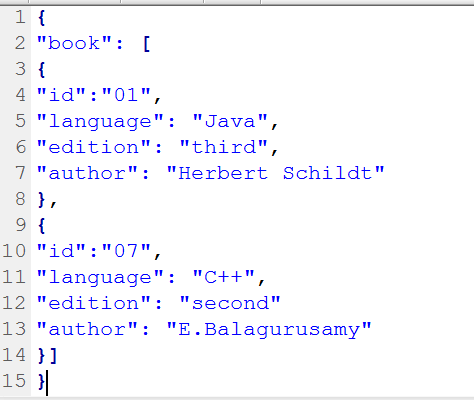 1 {
2 "book": [
3 {
4 "id":"01",
5 "language": "Java",
6 "edition": "third",
7 "author": "Herbert Schildt"
8 },
9 {
10 "id":"07",
11 "language": "C++",
12 "edition": "second"
13 "author": "E.Balagurusamy"
14 }]
15 }